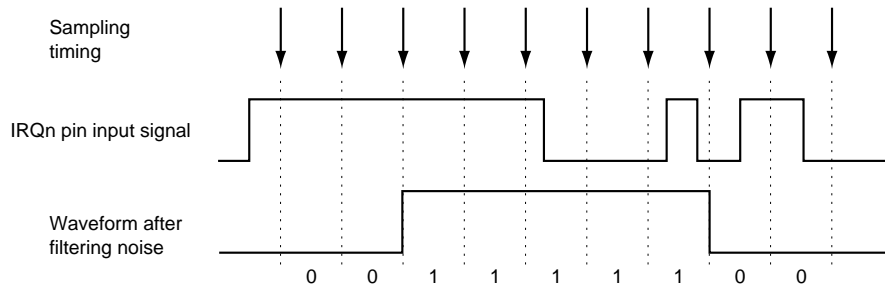 Sampling
timing
IRQn pin input signal
Waveform after
filtering noise
0 0 1 1 1 1 1 0 0